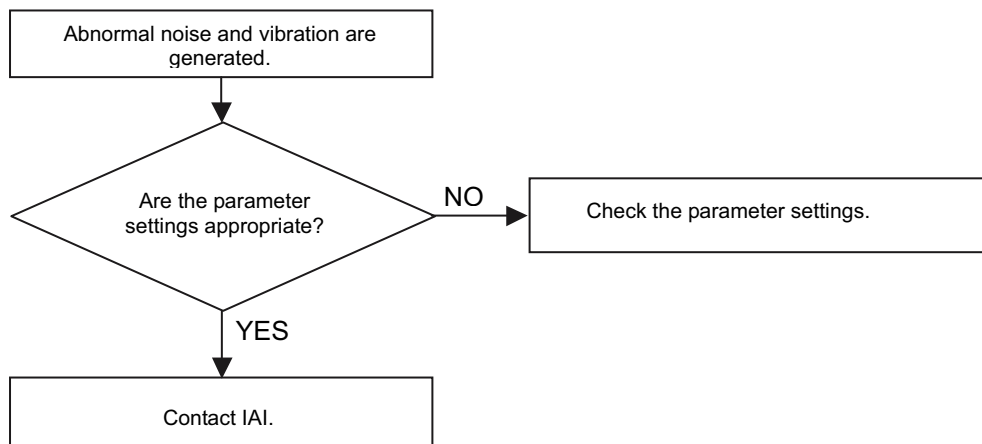 Abnormal noise and vibration are
generated.
Are the parameter
settings appropriate?
NO
Check the parameter settings.
YES
Contact IAI.